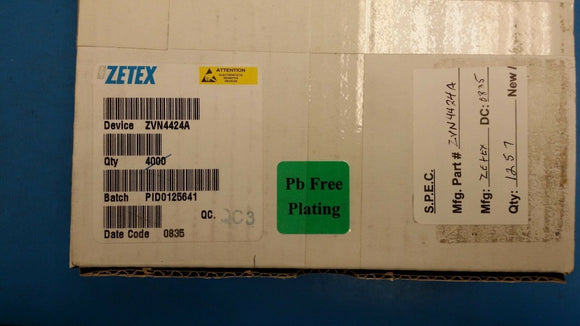 ZETEX
ATTENTION
Device ZVN4424A
Qty 4000
Batch PID0125641
QC. QC3
Date Code 0835
Pb Free
Plating
S.P.E.C.
Mfg. Part # ZVN4424A
Mfg: ZETEX DC: 0835
Qty: 1257 New /